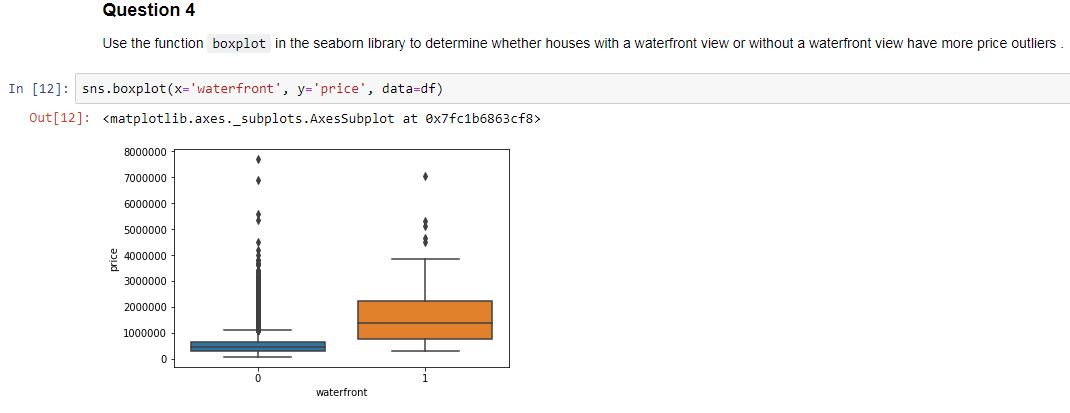 Question 4
Use the function boxplot in the seaborn library to determine whether houses with a waterfront view or without a waterfront view have more price outliers .
In [12]: sns.boxplot(x='waterfront', y='price', data=df)
Out[12]: <matplotlib.axes._subplots.AxesSubplot at 0x7fc1b6863cf8>
8000000
7000000
6000000
5000000
4000000
3000000
2000000
1000000
0
price
0 1
waterfront